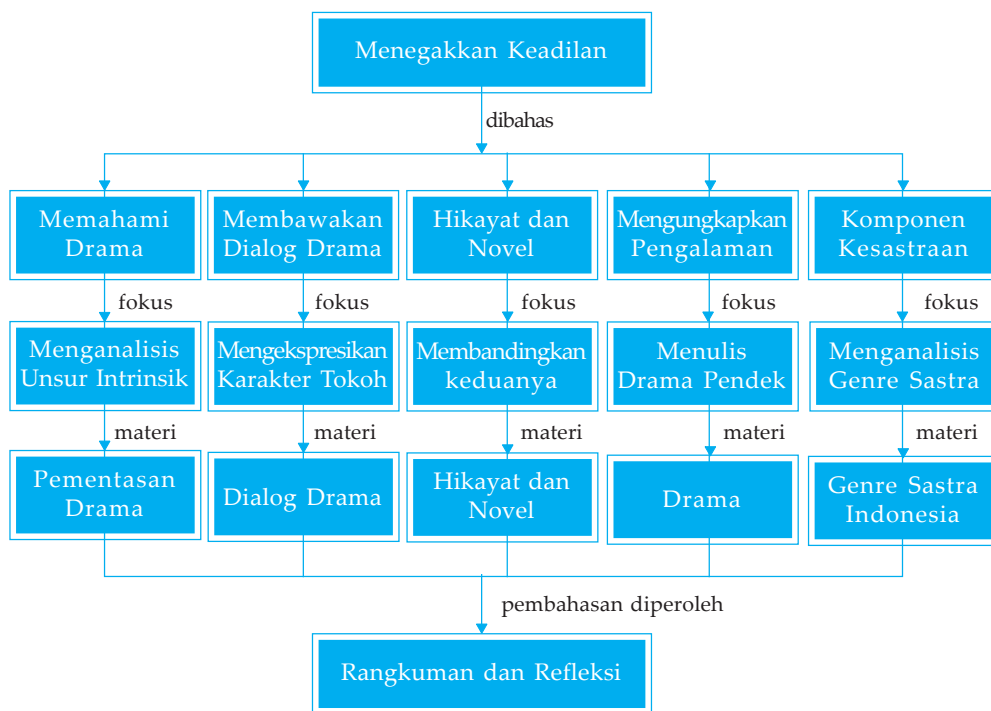 Menegakkan Keadilan
dibahas
Memahami
Drama
Membawakan
Dialog Drama
Hikayat dan
Novel
Mengungkapkan
Pengalaman
Komponen
Kesastraan
fokus
fokus
fokus
fokus
fokus
Menganalisis
Unsur Intrinsik
Mengekspresikan
Karakter Tokoh
Membandingkan
keduanya
Menulis
Drama Pendek
Menganalisis
Genre Sastra
materi
materi
materi
materi
materi
Pementasan
Drama
Dialog Drama
Hikayat dan
Novel
Drama
Genre Sastra
Indonesia
pembahasan diperoleh
Rangkuman dan Refleksi